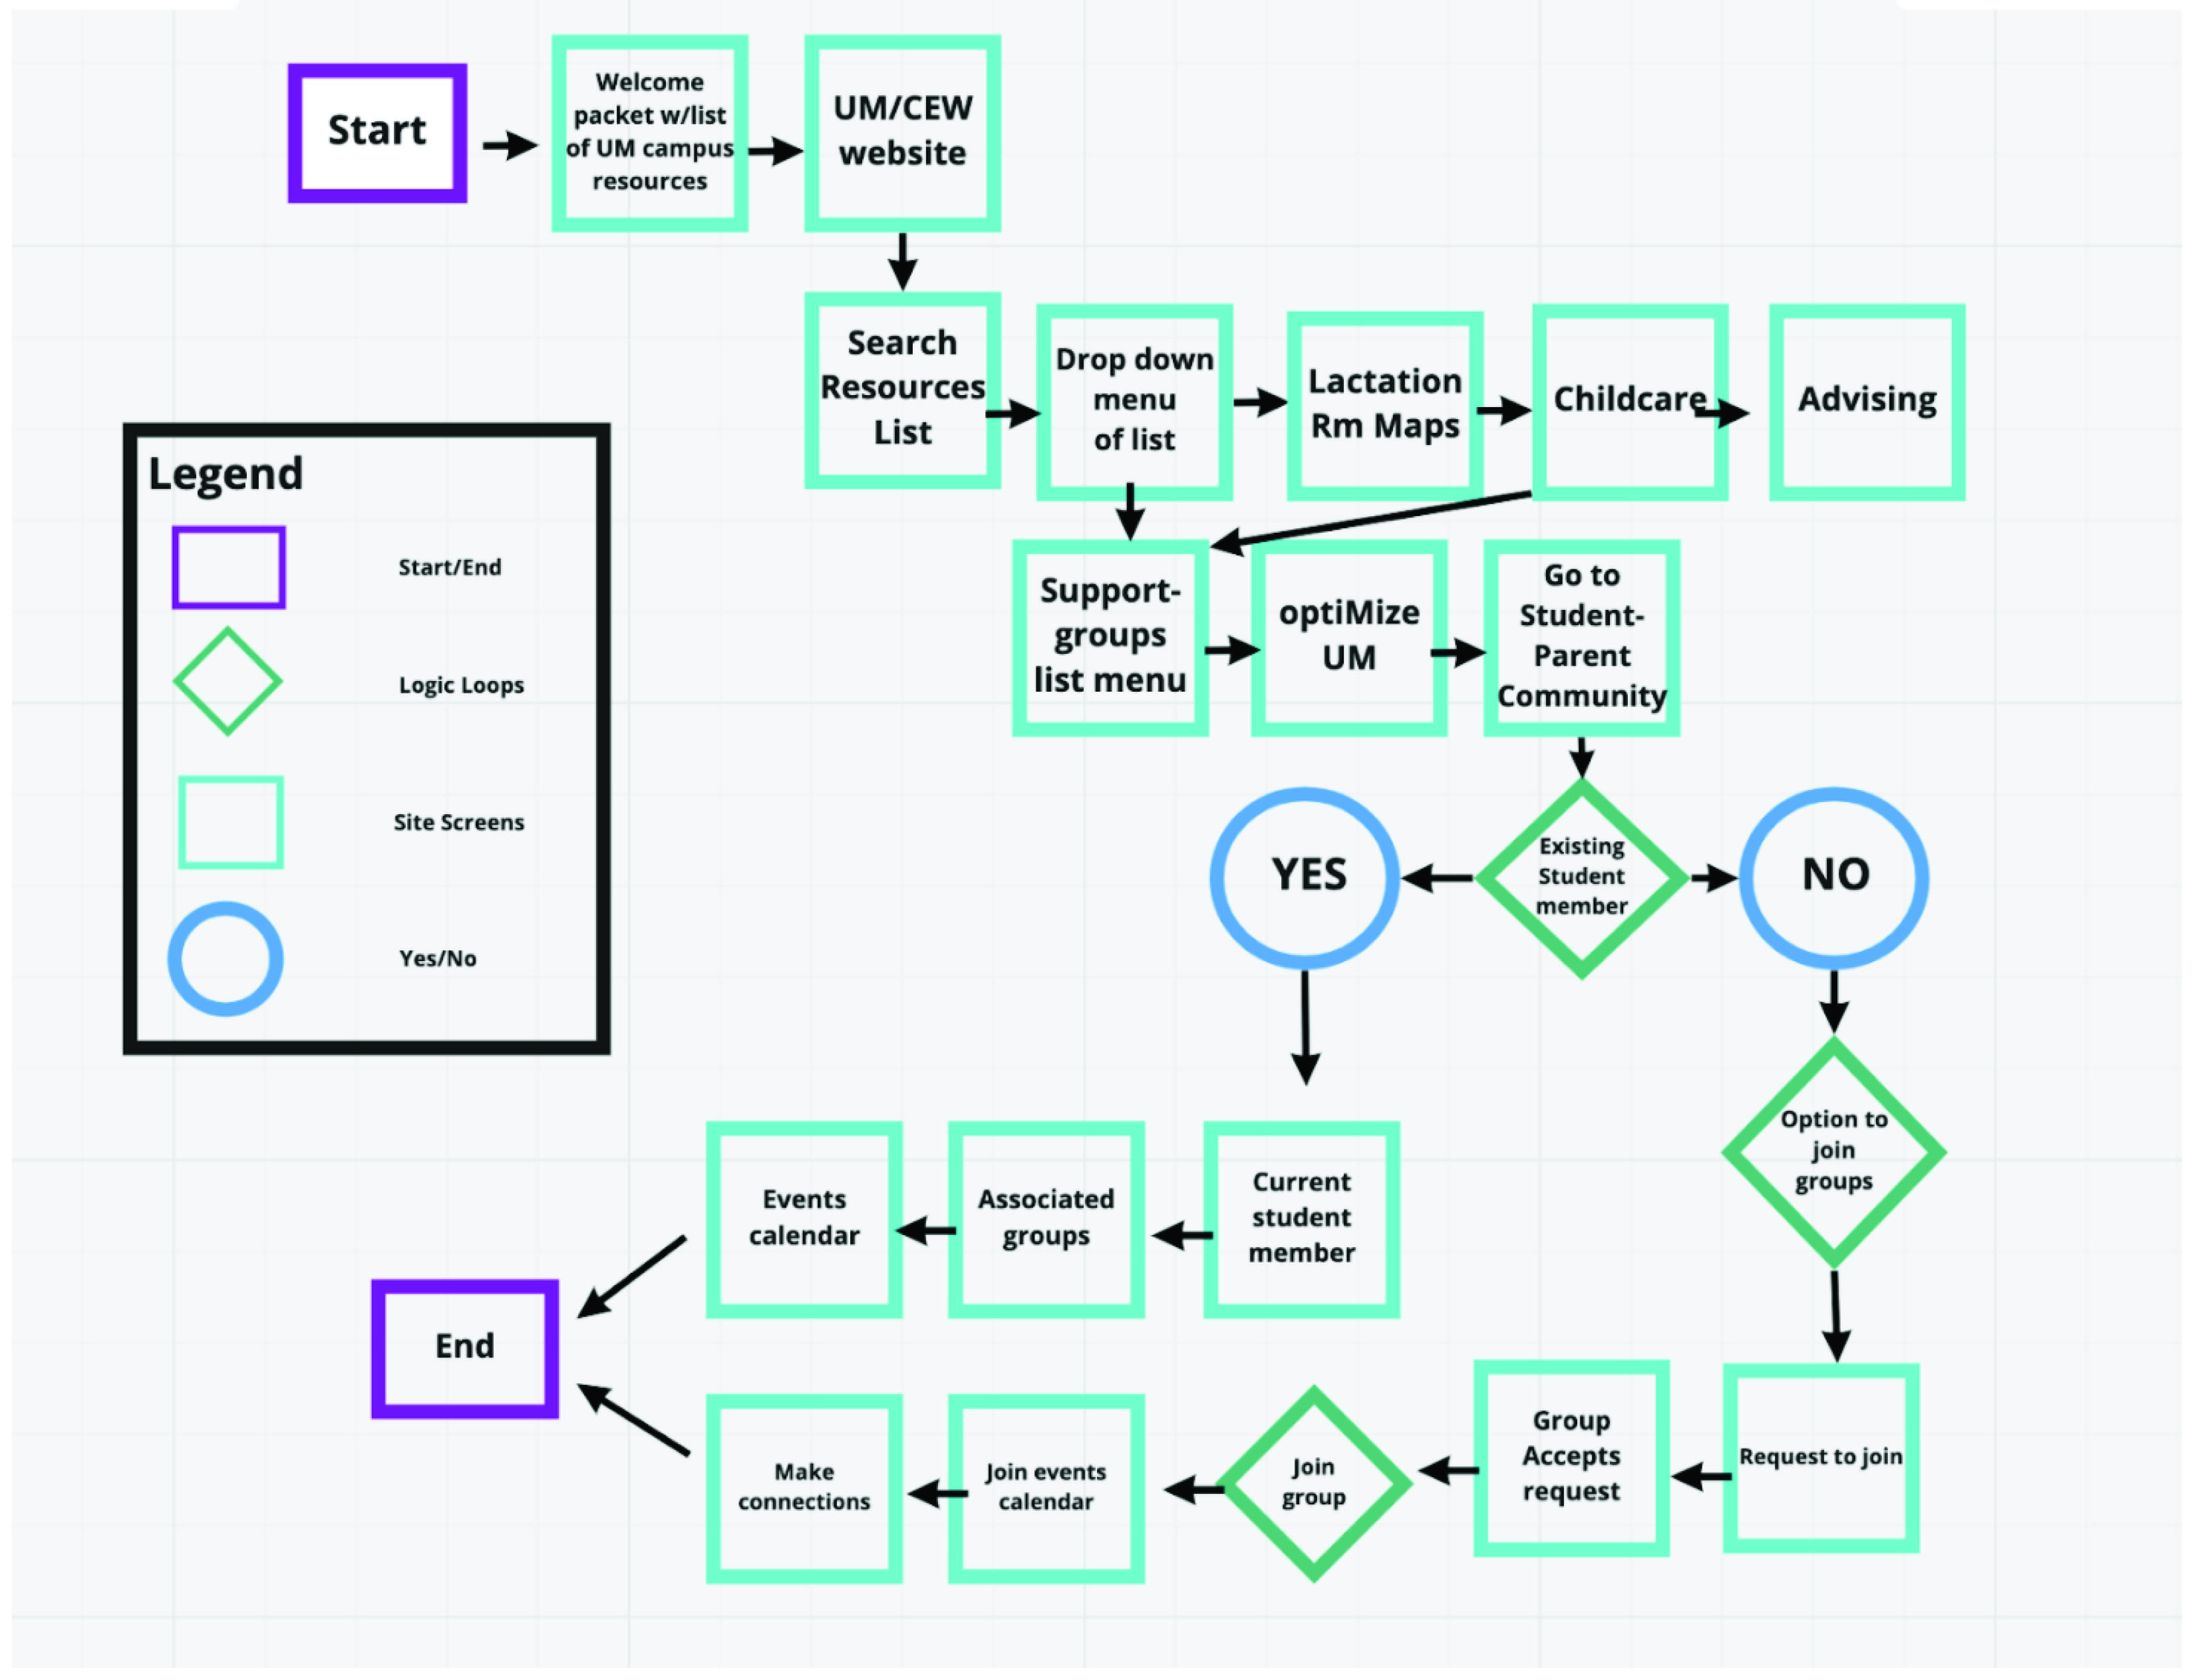 Start
Welcome
packet w/list
of UM campus
resources
UM/CEW
website
Search
Resources
List
Drop down
menu
of list
Lactation
Rm Maps
Childcare
Advising
Legend
Start/End
Logic Loops
Site Screens
Yes/No
Support-
groups
list menu
optiMize
UM
Go to
Student-
Parent
Community
YES
Existing
Student
member
NO
Option to
join
groups
Events
calendar
Associated
groups
Current
student
member
End
Make
connections
Join events
calendar
Join
group
Group
Accepts
request
Request to join